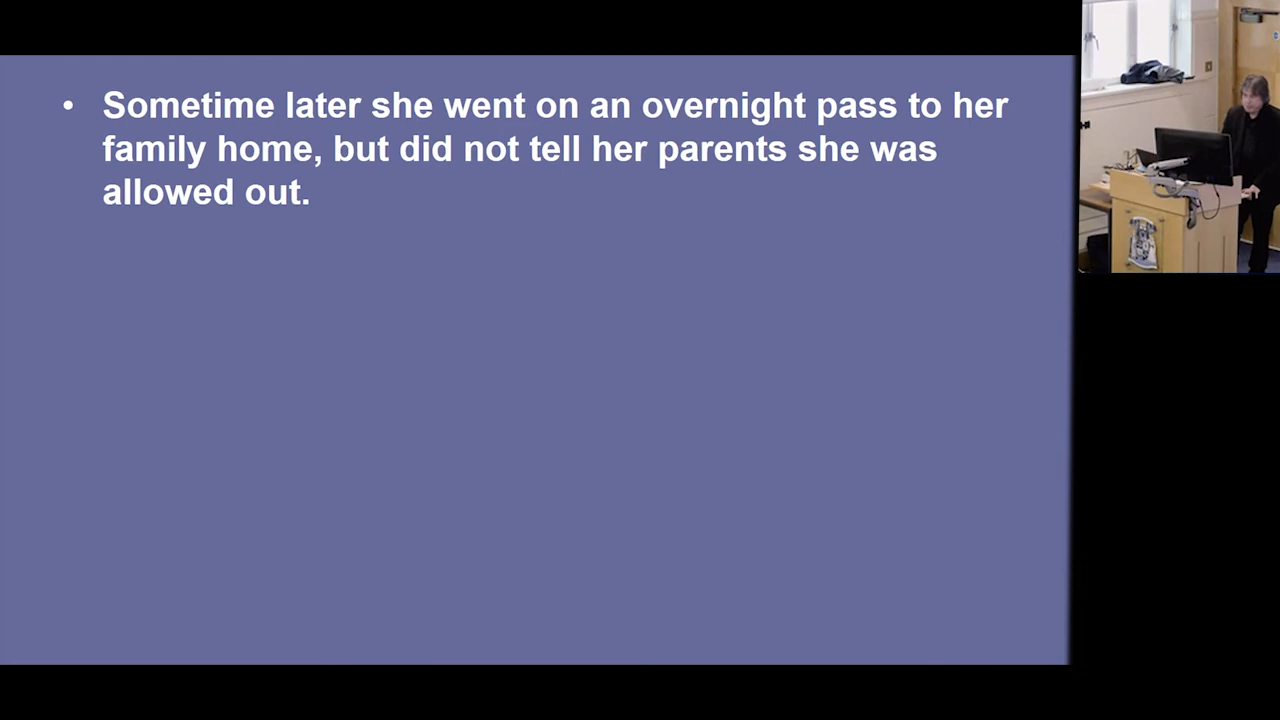 • Sometime later she went on an overnight pass to her
family home, but did not tell her parents she was
allowed out.